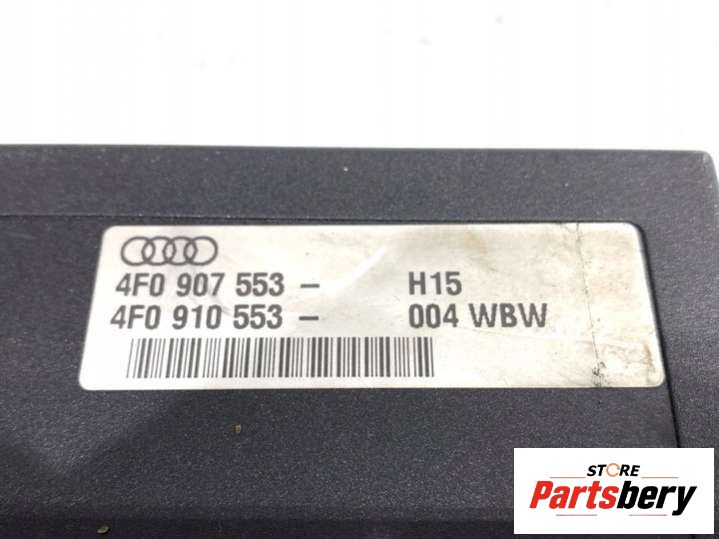 4F0 907 553 - H15
4F0 910 553 - 004 WBW
STORE
Partsbery